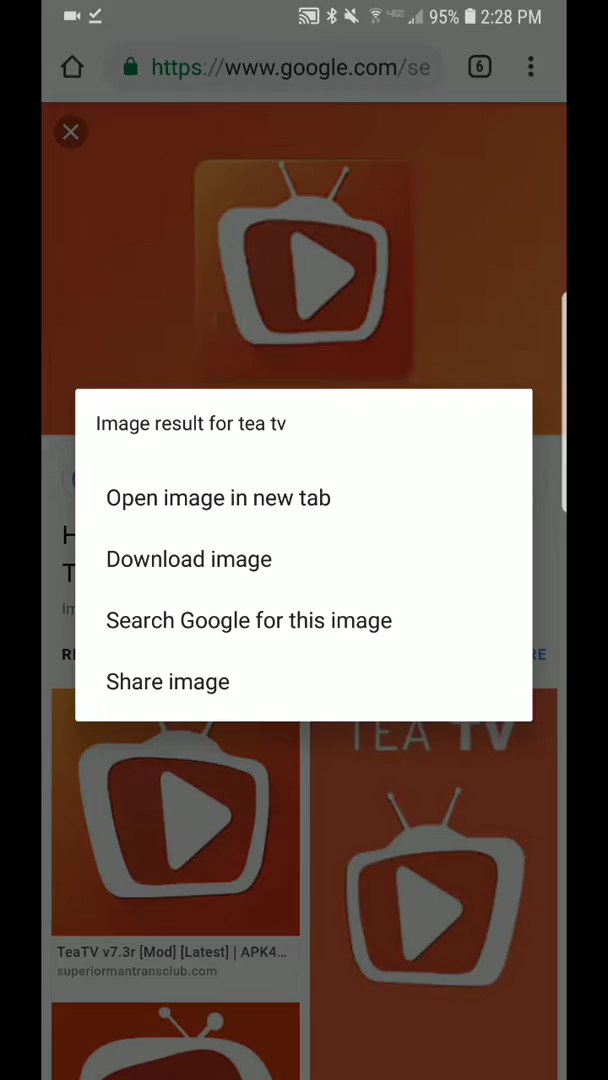 95% 2:28 PM
https://www.google.com/se
6
Image result for tea tv
Open image in new tab
Download image
Search Google for this image
Share image
TEA TV
TeaTV v7.3r [Mod] [Latest] | APK4...
superiormantransclub.com